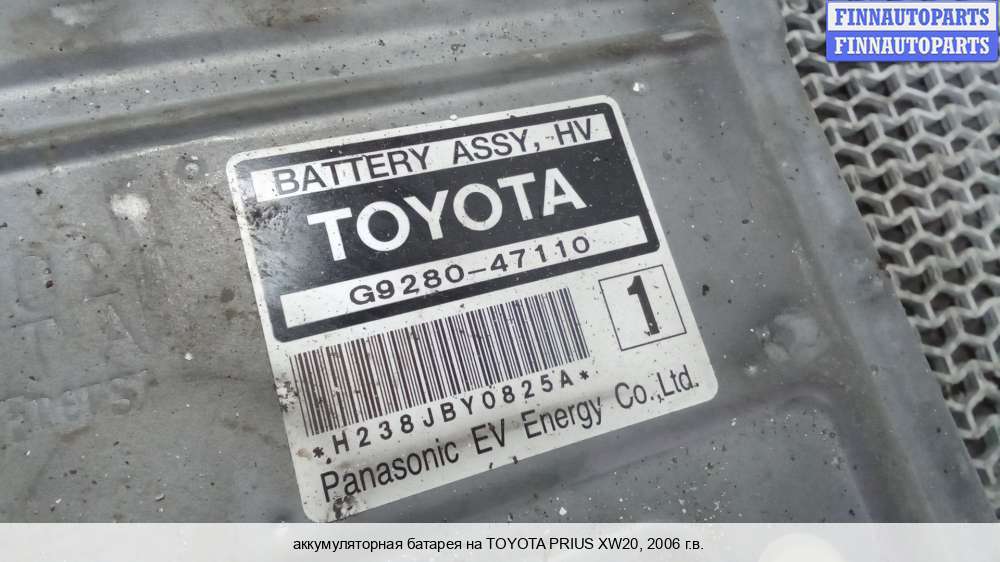 FINNAUTOPARTS
FINNAUTOPARTS
BATTERY ASSY, HV
TOYOTA
G9280-47110
1
*H238JBY0825A*
Panasonic EV Energy Co.,Ltd.
аккумуляторная батарея на TOYOTA PRIUS XW20, 2006 г.в.